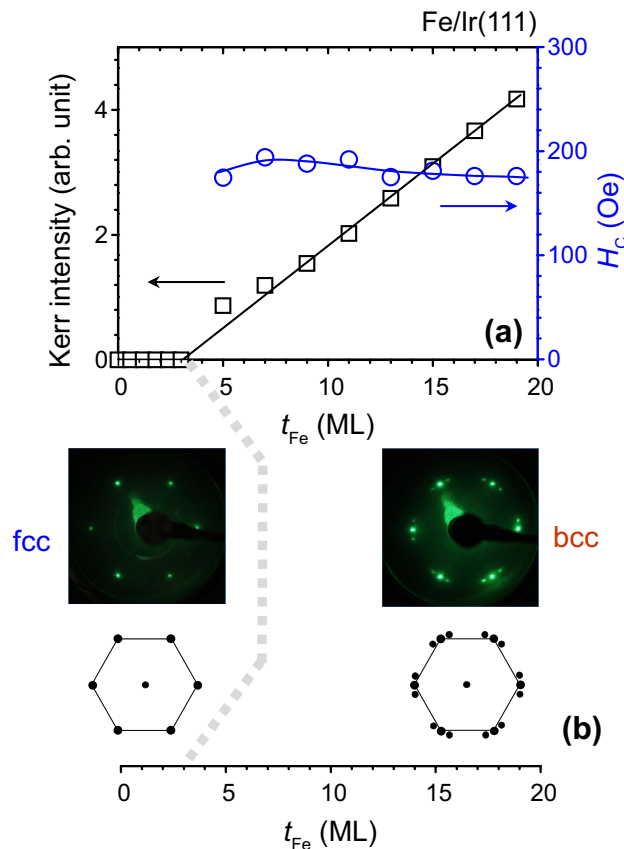 Fe/Ir(111)
Kerr intensity (arb. unit)
4
2
0
300
200
100
0
H_C (Oe)
(a)
0 5 10 15 20
t_Fe (ML)
fcc
bcc
(b)
0 5 10 15 20
t_Fe (ML)